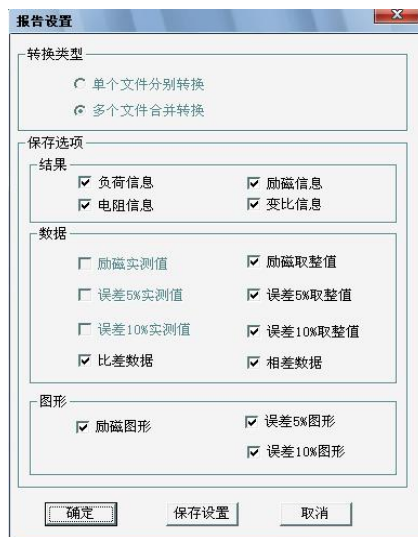 报告设置
转换类型
单个文件分别转换
多个文件合并转换
保存选项
结果
负荷信息 励磁信息
电阻信息 变比信息
数据
励磁实测值 励磁取整值
误差5%实测值 误差5%取整值
误差10%实测值 误差10%取整值
比差数据 相差数据
图形
励磁图形 误差5%图形
误差10%图形
确定 保存设置 取消